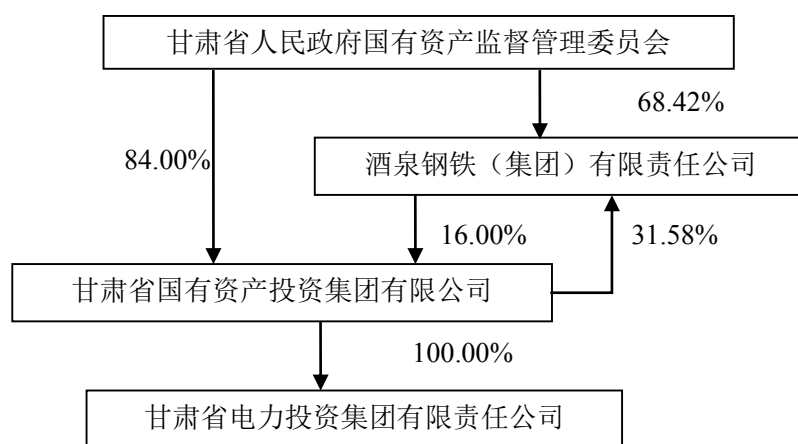 甘肃省人民政府国有资产监督管理委员会
68.42%
84.00%
酒泉钢铁（集团）有限责任公司
16.00%
31.58%
甘肃省国有资产投资集团有限公司
100.00%
甘肃省电力投资集团有限责任公司